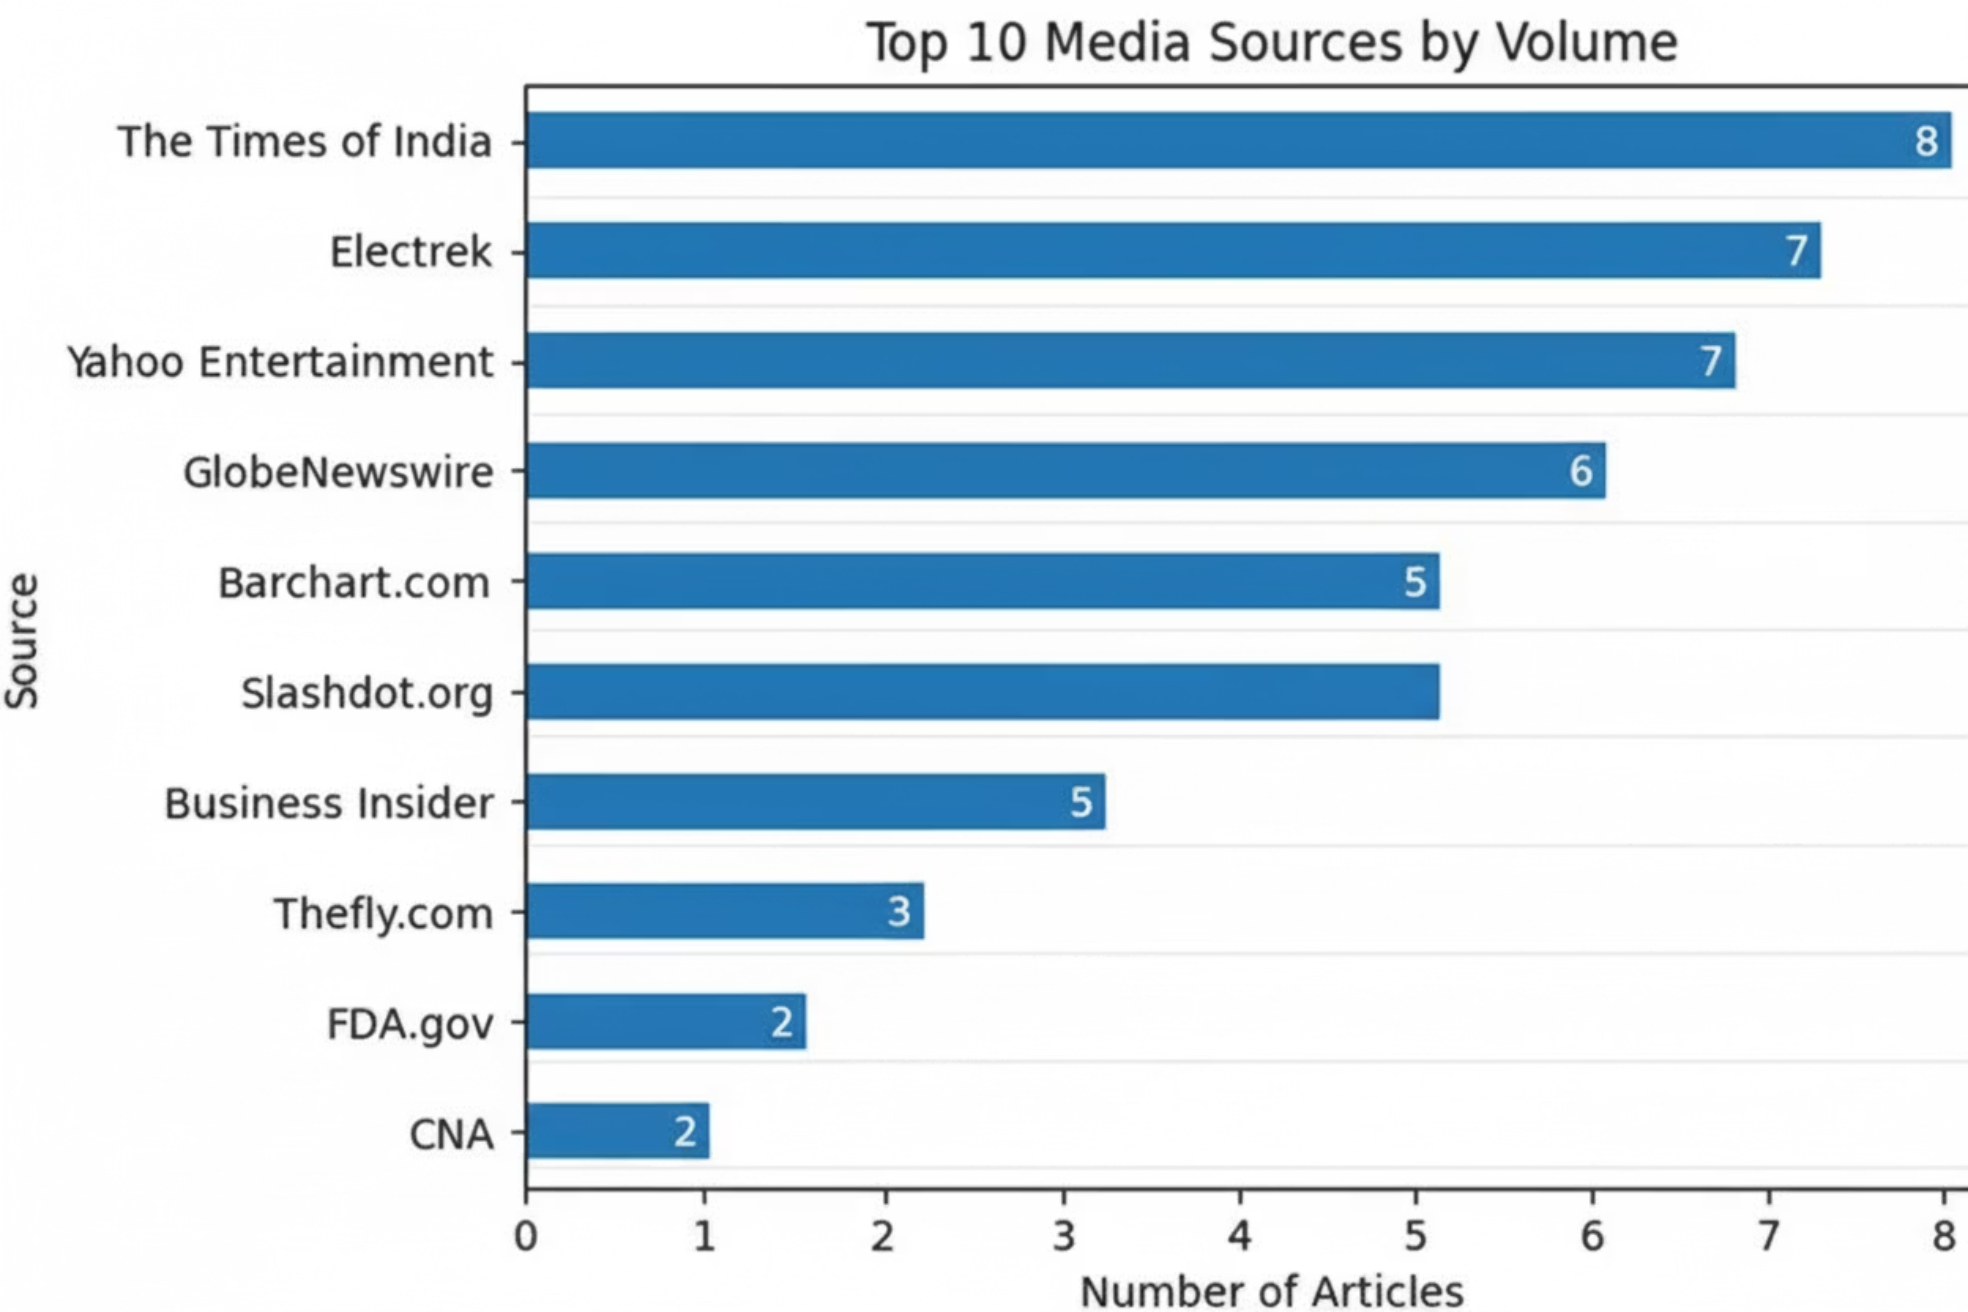 Top 10 Media Sources by Volume
The Times of India 8
Electrek 7
Yahoo Entertainment 7
GlobeNewswire 6
Barchart.com 5
Slashdot.org
Business Insider 5
Thefly.com 3
FDA.gov 2
CNA 2
Source
0 1 2 3 4 5 6 7 8
Number of Articles